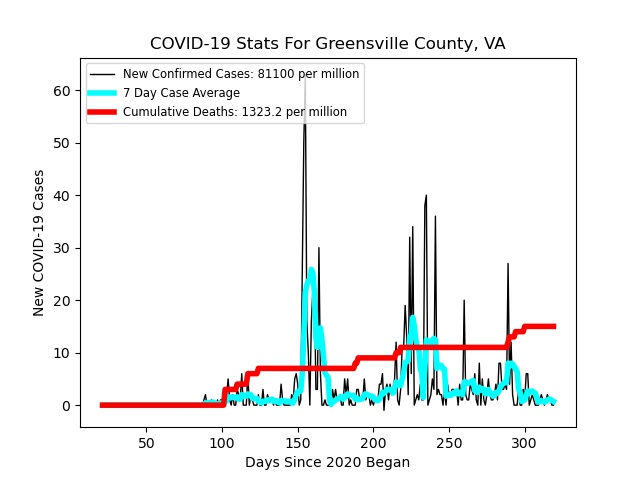 COVID-19 Stats For Greensville County, VA
New Confirmed Cases: 81100 per million
7 Day Case Average
Cumulative Deaths: 1323.2 per million
New COVID-19 Cases
60
50
40
30
20
10
0
50 100 150 200 250 300
Days Since 2020 Began